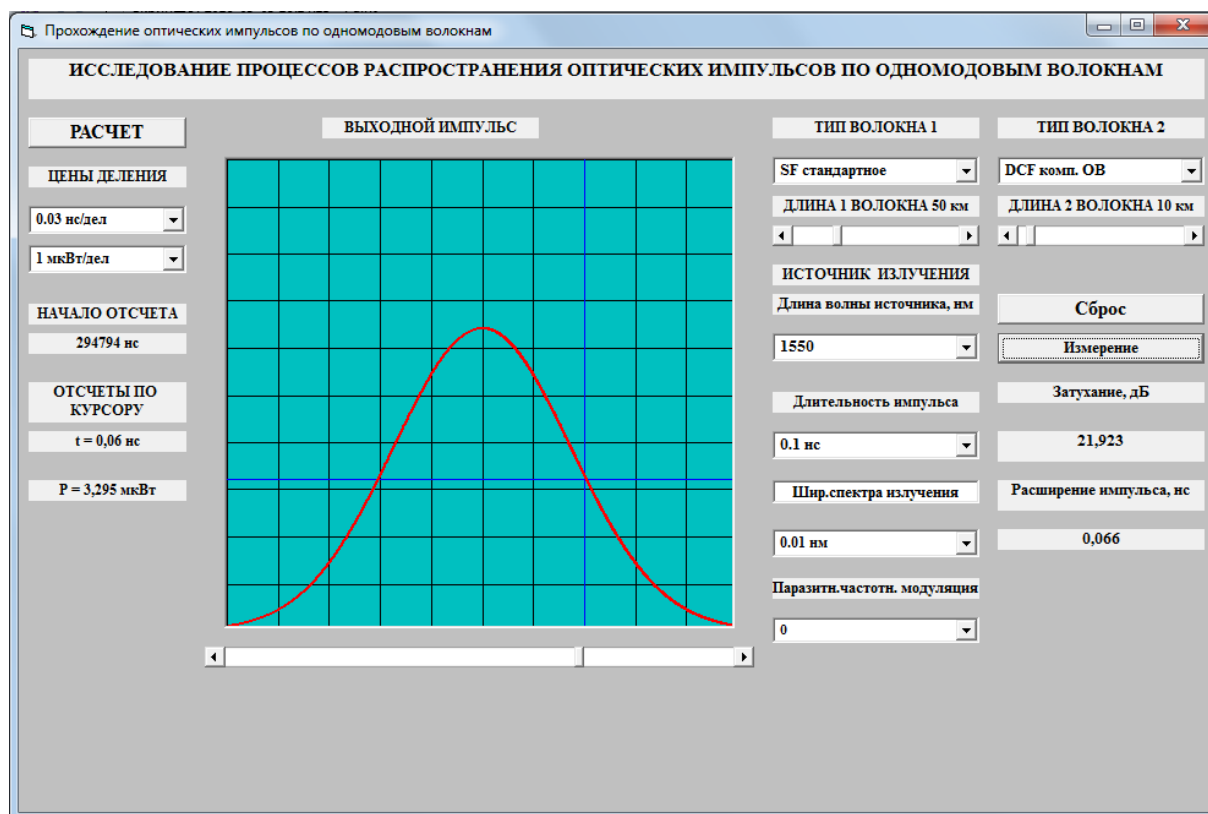 Прохождение оптических импульсов по одномодовым волокнам
ИССЛЕДОВАНИЕ ПРОЦЕССОВ РАСПРОСТРАНЕНИЯ ОПТИЧЕСКИХ ИМПУЛЬСОВ ПО ОДНОМОДОВЫМ ВОЛОКНАМ
РАСЧЕТ
ЦЕНЫ ДЕЛЕНИЯ
0.03 нс/дел
1 мкВт/дел
НАЧАЛО ОТСЧЕТА
294794 нс
ОТСЧЕТЫ ПО
КУРСОРУ
t = 0,06 нс
P = 3,295 мкВт
ВЫХОДНОЙ ИМПУЛЬС
ТИП ВОЛОКНА 1
SF стандартное
ДЛИНА 1 ВОЛОКНА 50 км
ИСТОЧНИК ИЗЛУЧЕНИЯ
Длина волны источника, нм
1550
Длительность импульса
0.1 нс
Шир.спектра излучения
0.01 нм
Паразитн.частотн. модуляция
0
ТИП ВОЛОКНА 2
DCF комп. ОВ
ДЛИНА 2 ВОЛОКНА 10 км
Сброс
Измерение
Затухание, дБ
21,923
Расширение импульса, нс
0,066